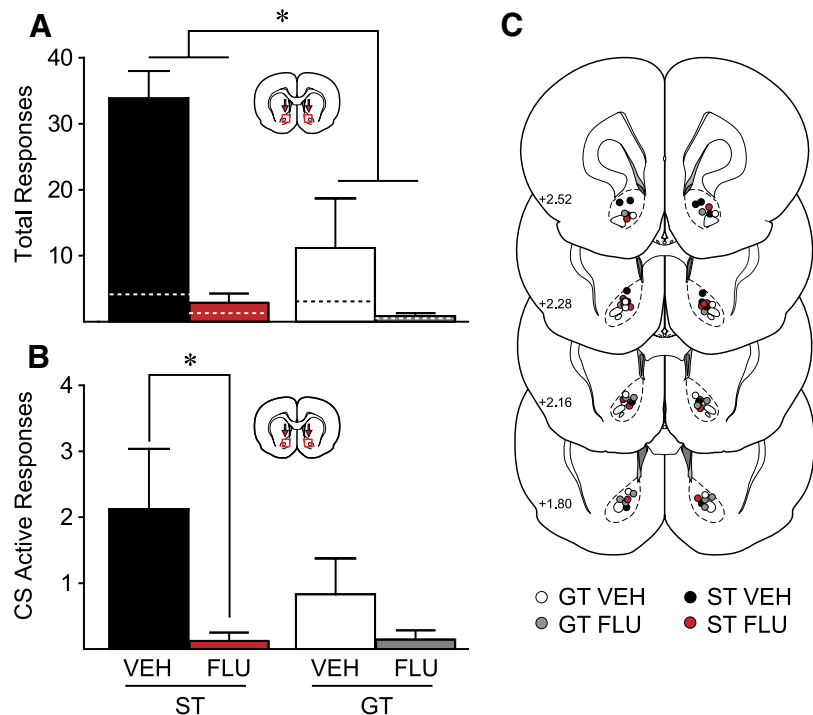 A
*
40
30
20
10
Total Responses
B
*
4
3
2
1
CS Active Responses
VEH FLU VEH FLU
ST GT
C
+2.52
+2.28
+2.16
+1.80
GT VEH ST VEH
GT FLU ST FLU